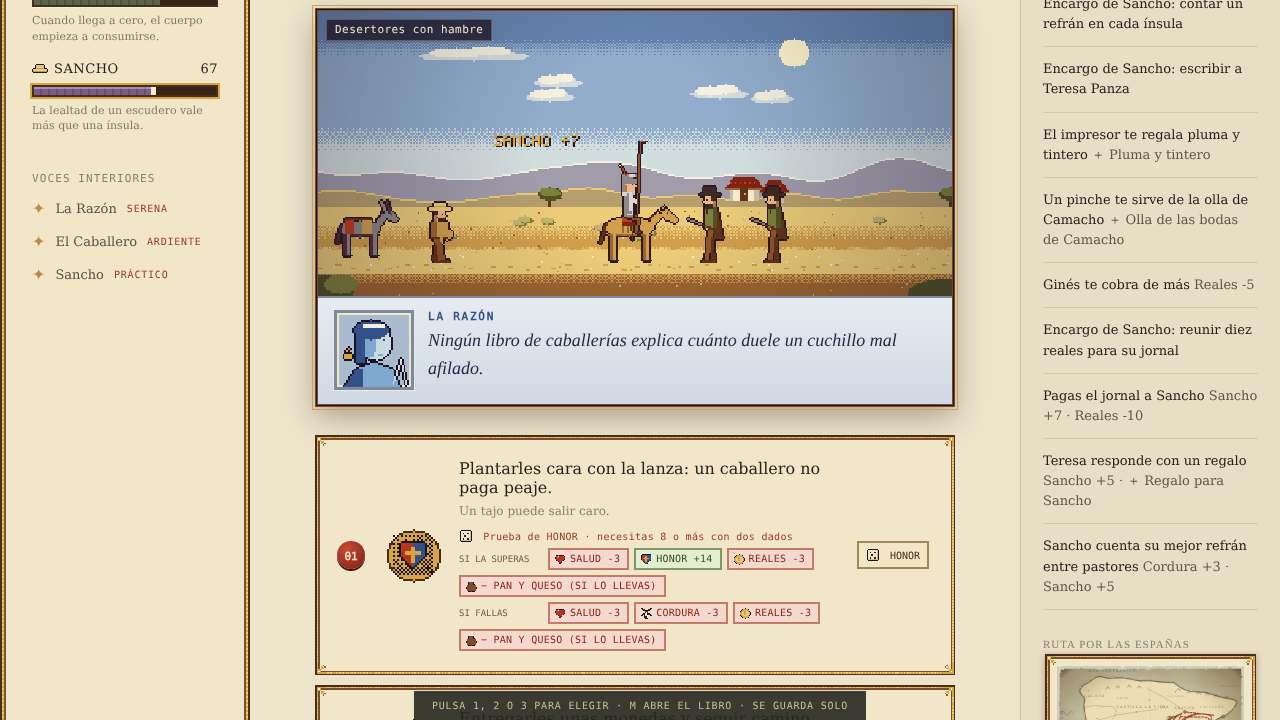 Cuando llega a cero, el cuerpo
empieza a consumirse.
SANCHO 67
La lealtad de un escudero vale
más que una ínsula.
VOCES INTERIORES
La Razón SERENA
El Caballero ARDIENTE
Sancho PRÁCTICO
Desertores con hambre
SANCHO +7
LA RAZÓN
Ningún libro de caballerías explica cuánto duele un cuchillo mal
afilado.
01
Plantarles cara con la lanza: un caballero no
paga peaje.
Un tajo puede salir caro.
Prueba de HONOR · necesitas 8 o más con dos dados
SI LA SUPERAS SALUD -3 HONOR +14 REALES -3
− PAN Y QUESO (SI LO LLEVAS)
SI FALLAS SALUD -3 CORDURA -3 REALES -3
− PAN Y QUESO (SI LO LLEVAS)
HONOR
PULSA 1, 2 O 3 PARA ELEGIR · M ABRE EL LIBRO · SE GUARDA SOLO
Encargo de Sancho: contar un
refrán en cada ínsula
Encargo de Sancho: escribir a
Teresa Panza
El impresor te regala pluma y
tintero + Pluma y tintero
Un pinche te sirve de la olla de
Camacho + Olla de las bodas
de Camacho
Ginés te cobra de más Reales -5
Encargo de Sancho: reunir diez
reales para su jornal
Pagas el jornal a Sancho Sancho
+7 · Reales -10
Teresa responde con un regalo
Sancho +5 · + Regalo para
Sancho
Sancho cuenta su mejor refrán
entre pastores Cordura +3 ·
Sancho +5
RUTA POR LAS ESPAÑAS